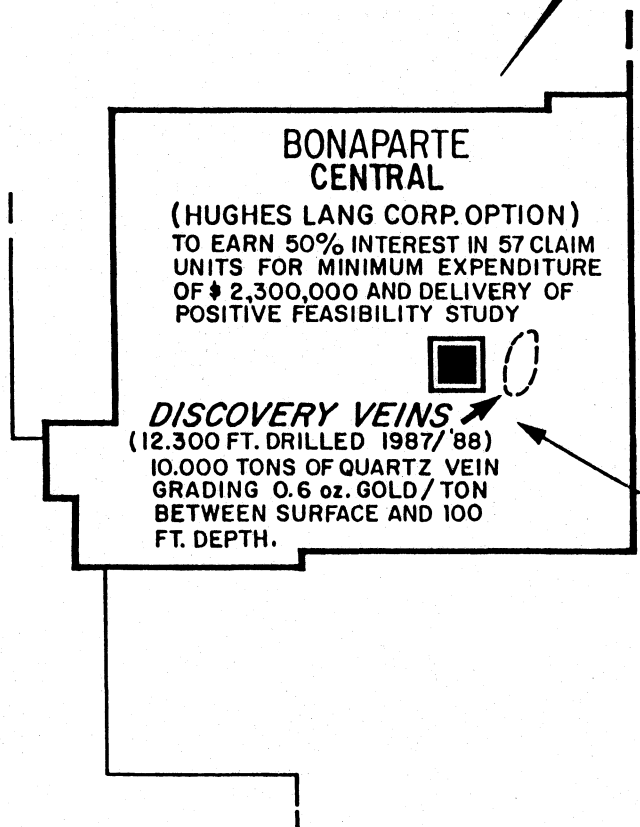 BONAPARTE
CENTRAL
(HUGHES LANG CORP. OPTION)
TO EARN 50% INTEREST IN 57 CLAIM
UNITS FOR MINIMUM EXPENDITURE
OF $ 2,300,000 AND DELIVERY OF
POSITIVE FEASIBILITY STUDY
DISCOVERY VEINS
(12.300 FT. DRILLED 1987/'88)
10.000 TONS OF QUARTZ VEIN
GRADING 0.6 oz. GOLD/TON
BETWEEN SURFACE AND 100
FT. DEPTH.